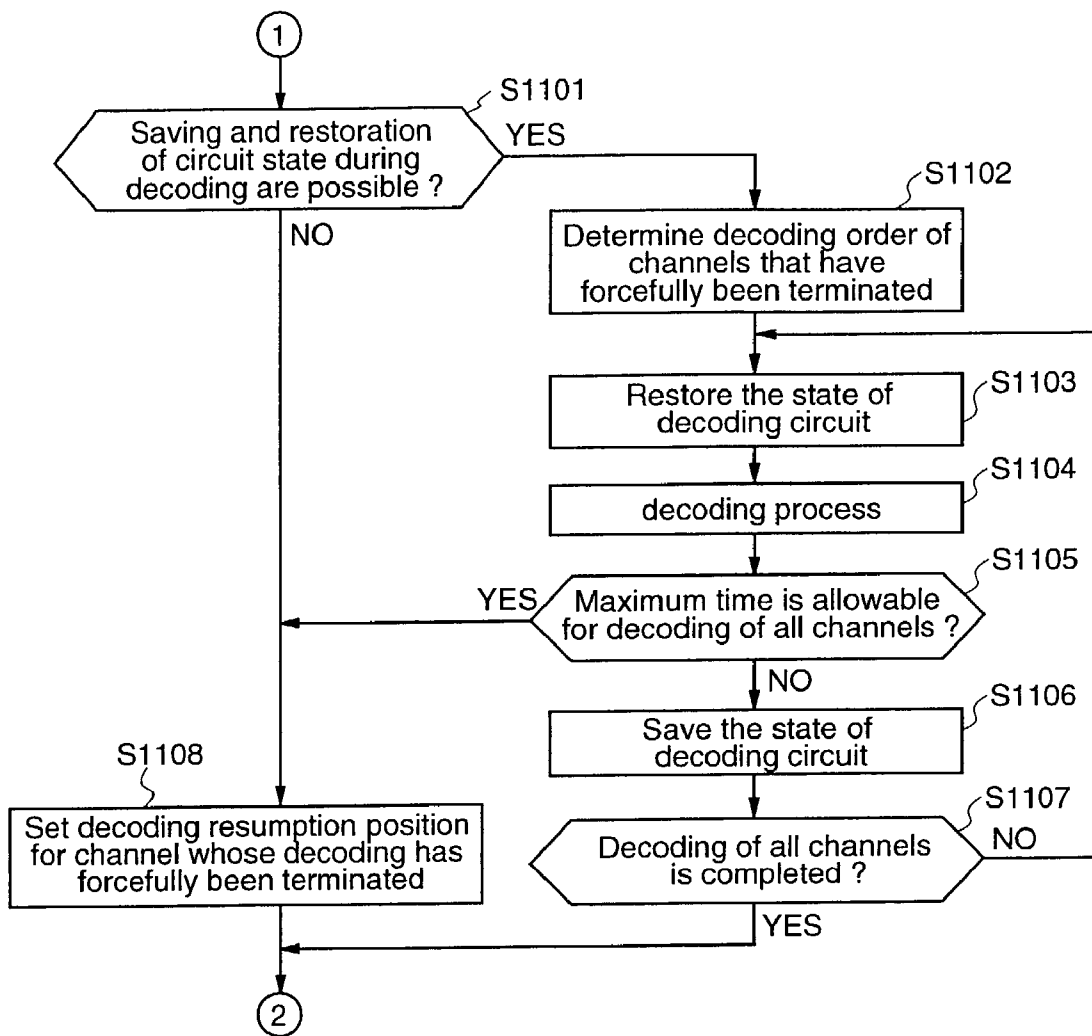 1
S1101
Saving and restoration
of circuit state during
decoding are possible ?
YES
NO
S1102
Determine decoding order of
channels that have
forcefully been terminated
S1103
Restore the state of
decoding circuit
S1104
decoding process
S1105
YES
Maximum time is allowable
for decoding of all channels ?
NO
S1106
Save the state of
decoding circuit
S1108
Set decoding resumption position
for channel whose decoding has
forcefully been terminated
S1107
Decoding of all channels
is completed ?
NO
YES
2